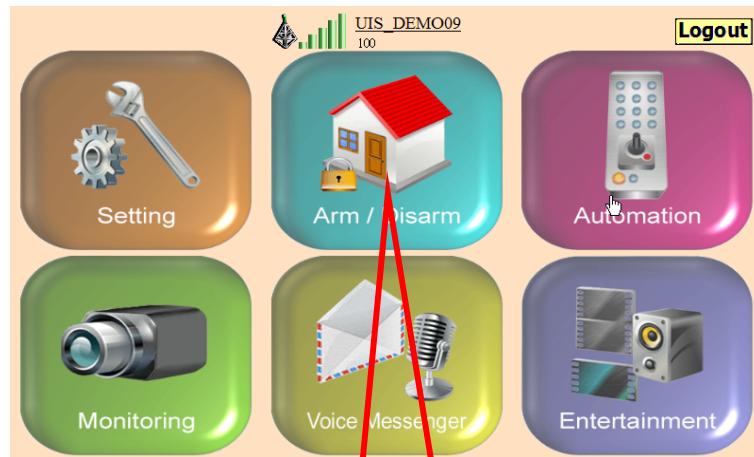 UIS_DEMO09
100
Logout
Setting
Arm / Disarm
Automation
Monitoring
Voice Messenger
Entertainment